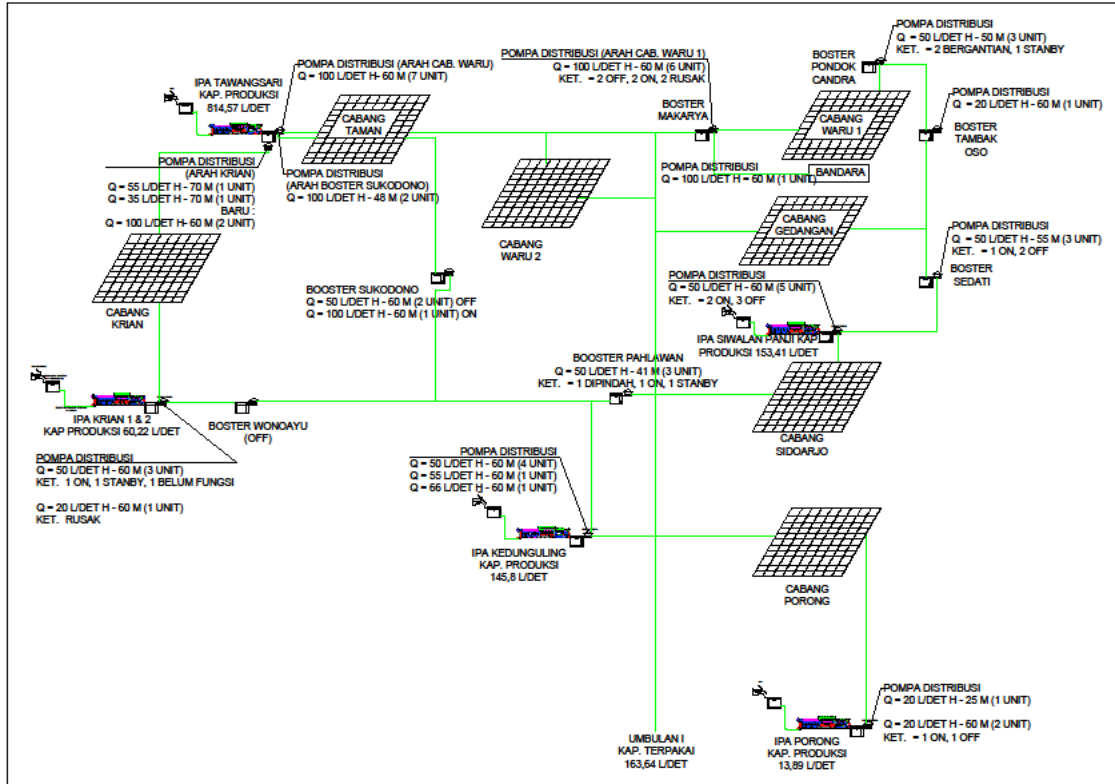 POMPA DISTRIBUSI
Q = 50 L/DET H - 50 M (3 UNIT)
KET. = 2 BERGANTIAN, 1 STANBY
BOSTER
PONDOK
CANDRA
POMPA DISTRIBUSI (ARAH CAB. WARU 1)
Q = 100 L/DET H - 60 M (6 UNIT)
KET. = 2 OFF, 2 ON, 2 RUSAK
BOSTER
MAKARYA
POMPA DISTRIBUSI (ARAH CAB. WARU)
Q = 100 L/DET H- 60 M (7 UNIT)
IPA TAWANGSARI
KAP. PRODUKSI
814,57 L/DET
CABANG
TAMAN
CABANG
WARU 1
POMPA DISTRIBUSI
Q = 20 L/DET H - 60 M (1 UNIT)
BOSTER
TAMBAK
OSO
POMPA DISTRIBUSI
(ARAH KRIAN)
Q = 55 L/DET H - 70 M (1 UNIT)
Q = 35 L/DET H - 70 M (1 UNIT)
BARU :
Q = 100 L/DET H- 60 M (2 UNIT)
POMPA DISTRIBUSI
(ARAH BOSTER SUKODONO)
Q = 100 L/DET H - 48 M (2 UNIT)
POMPA DISTRIBUSI
Q = 100 L/DET H = 60 M (1 UNIT)
BANDARA
CABANG
WARU 2
CABANG
GEDANGAN
POMPA DISTRIBUSI
Q = 50 L/DET H - 55 M (3 UNIT)
KET. = 1 ON, 2 OFF
BOSTER
SEDATI
CABANG
KRIAN
BOOSTER SUKODONO
Q = 50 L/DET H - 60 M (2 UNIT) OFF
Q = 100 L/DET H - 60 M (1 UNIT) ON
POMPA DISTRIBUSI
Q = 50 L/DET H - 60 M (5 UNIT)
KET. = 2 ON, 3 OFF
IPA SIWALAN PANJI KAP.
PRODUKSI 153,41 L/DET
BOOSTER PAHLAWAN
Q = 50 L/DET H - 41 M (3 UNIT)
KET. = 1 DIPINDAH, 1 ON, 1 STANBY
CABANG
SIDOARJO
IPA KRIAN 1 & 2
KAP PRODUKSI 60,22 L/DET
BOSTER WONOAYU
(OFF)
POMPA DISTRIBUSI
Q = 50 L/DET H - 60 M (3 UNIT)
KET. 1 ON, 1 STANBY, 1 BELUM FUNGSI
Q = 20 L/DET H - 60 M (1 UNIT)
KET. RUSAK
POMPA DISTRIBUSI
Q = 50 L/DET H - 60 M (4 UNIT)
Q = 55 L/DET H - 60 M (1 UNIT)
Q = 66 L/DET H - 60 M (1 UNIT)
IPA KEDUNGULING
KAP. PRODUKSI
145,8 L/DET
CABANG
PORONG
UMBULAN I
KAP. TERPAKAI
163,64 L/DET
IPA PORONG
KAP. PRODUKSI
13,89 L/DET
POMPA DISTRIBUSI
Q = 20 L/DET H - 25 M (1 UNIT)
Q = 20 L/DET H - 60 M (2 UNIT)
KET. = 1 ON, 1 OFF